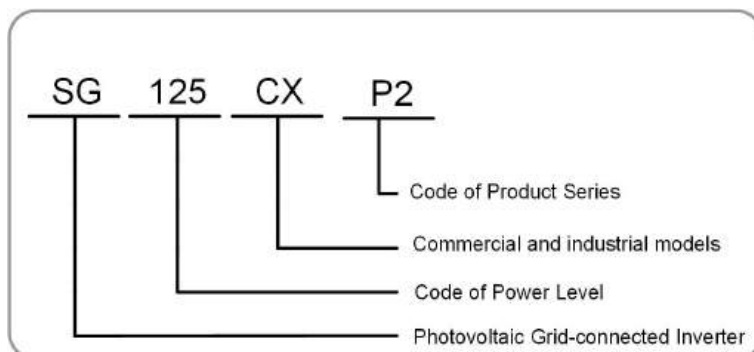 SG 125 CX P2
Code of Product Series
Commercial and industrial models
Code of Power Level
Photovoltaic Grid-connected Inverter